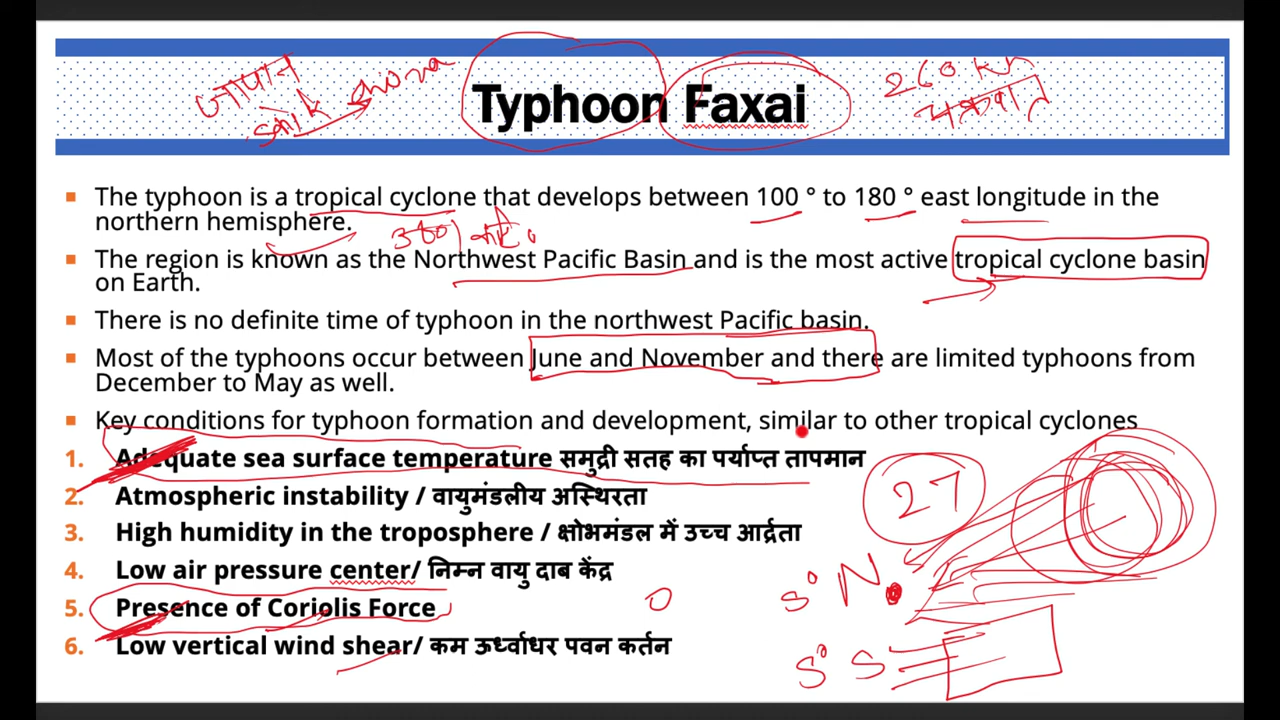 जापान
Typhoon Faxai
The typhoon is a tropical cyclone that develops between 100 ° to 180 ° east longitude in the
northern hemisphere.
The region is known as the Northwest Pacific Basin and is the most active tropical cyclone basin
on Earth.
There is no definite time of typhoon in the northwest Pacific basin.
Most of the typhoons occur between June and November and there are limited typhoons from
December to May as well.
Key conditions for typhoon formation and development, similar to other tropical cyclones
1. Adequate sea surface temperature समुद्री सतह का पर्याप्त तापमान
2. Atmospheric instability / वायुमंडलीय अस्थिरता
27
3. High humidity in the troposphere / क्षोभमंडल में उच्च आर्द्रता
4. Low air pressure center/ निम्न वायु दाब केंद्र
5° N
5. Presence of Coriolis Force
0
6. Low vertical wind shear/ कम ऊर्ध्वाधर पवन कर्तन
5° S